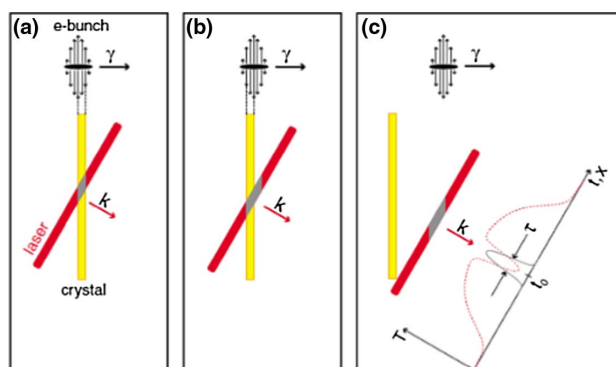 (a)
e-bunch
γ
k
laser
crystal
(b)
γ
k
(c)
γ
k
t,x
τ
t₀
T